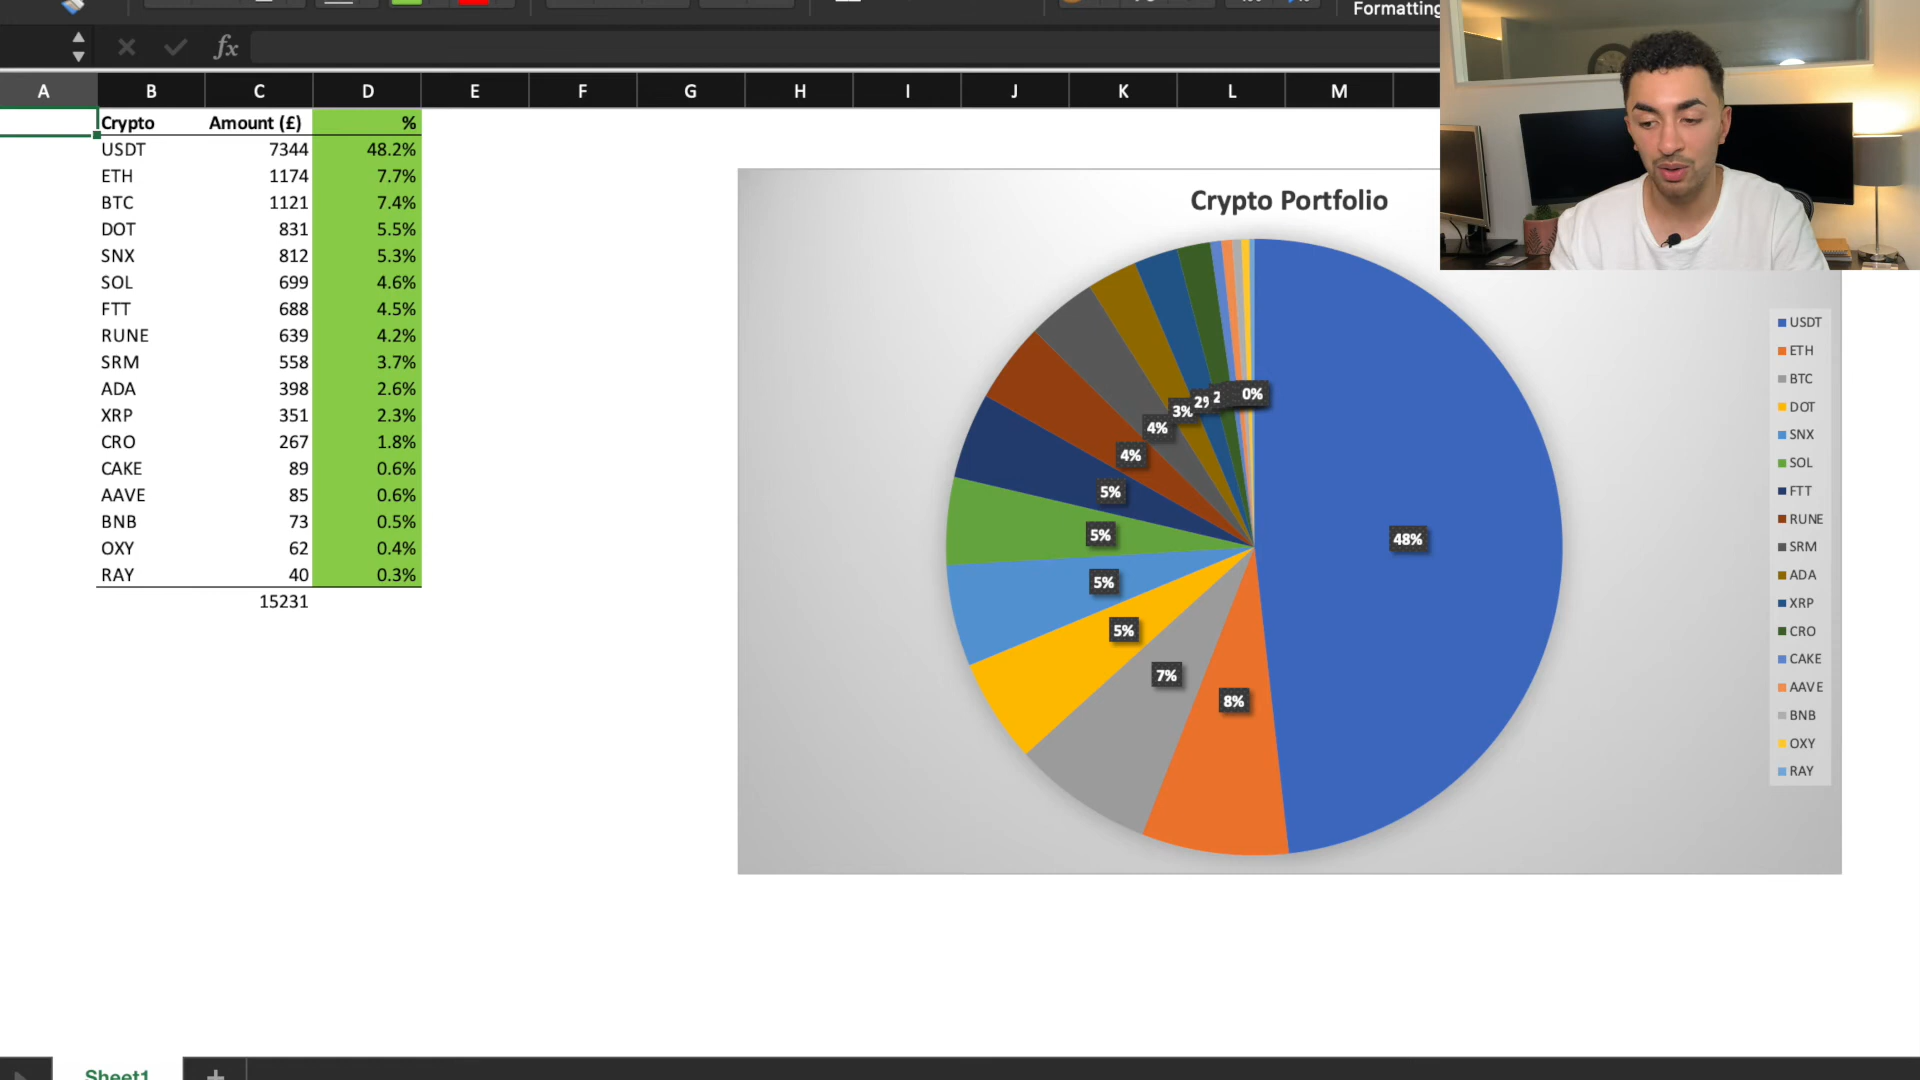 Formatting
fx
A B C D E F G H I J K L M
Crypto Amount (£) %
USDT 7344 48.2%
ETH 1174 7.7%
BTC 1121 7.4%
DOT 831 5.5%
SNX 812 5.3%
SOL 699 4.6%
FTT 688 4.5%
RUNE 639 4.2%
SRM 558 3.7%
ADA 398 2.6%
XRP 351 2.3%
CRO 267 1.8%
CAKE 89 0.6%
AAVE 85 0.6%
BNB 73 0.5%
OXY 62 0.4%
RAY 40 0.3%
15231
Crypto Portfolio
0%
2%
2
3%
4%
4%
5%
5%
5%
5%
7%
8%
48%
USDT
ETH
BTC
DOT
SNX
SOL
FTT
RUNE
SRM
ADA
XRP
CRO
CAKE
AAVE
BNB
OXY
RAY
Sheet1